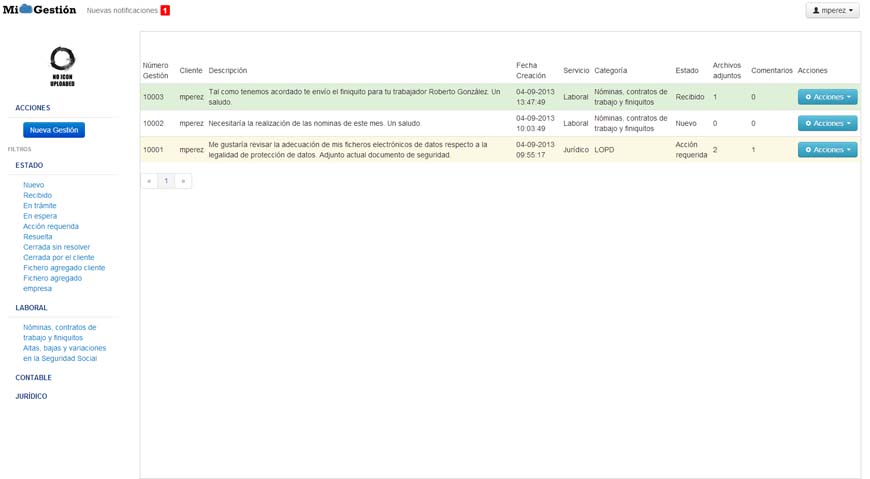 Mi Gestión
Nuevas notificaciones 1
mperez
NO ICON
UPLOADED
ACCIONES
Nueva Gestión
FILTROS
ESTADO
Nuevo
Recibido
En trámite
En espera
Acción requerida
Resuelta
Cerrada sin resolver
Cerrada por el cliente
Fichero agregado cliente
Fichero agregado
empresa
LABORAL
Nóminas, contratos de
trabajo y finiquitos
Altas, bajas y variaciones
en la Seguridad Social
CONTABLE
JURÍDICO
Número Gestión Cliente Descripción Fecha Creación Servicio Categoría Estado Archivos adjuntos Comentarios Acciones
10003 mperez Tal como tenemos acordado te envío el finiquito para tu trabajador Roberto González. Un saludo. 04-09-2013 13:47:49 Laboral Nóminas, contratos de trabajo y finiquitos Recibido 1 0 Acciones
10002 mperez Necesitaría la realización de las nominas de este mes. Un saludo. 04-09-2013 10:03:49 Laboral Nóminas, contratos de trabajo y finiquitos Nuevo 0 0 Acciones
10001 mperez Me gustaría revisar la adecuación de mis ficheros electrónicos de datos respecto a la legalidad de protección de datos. Adjunto actual documento de seguridad. 04-09-2013 09:55:17 Jurídico LOPD Acción requerida 2 1 Acciones
« 1 »